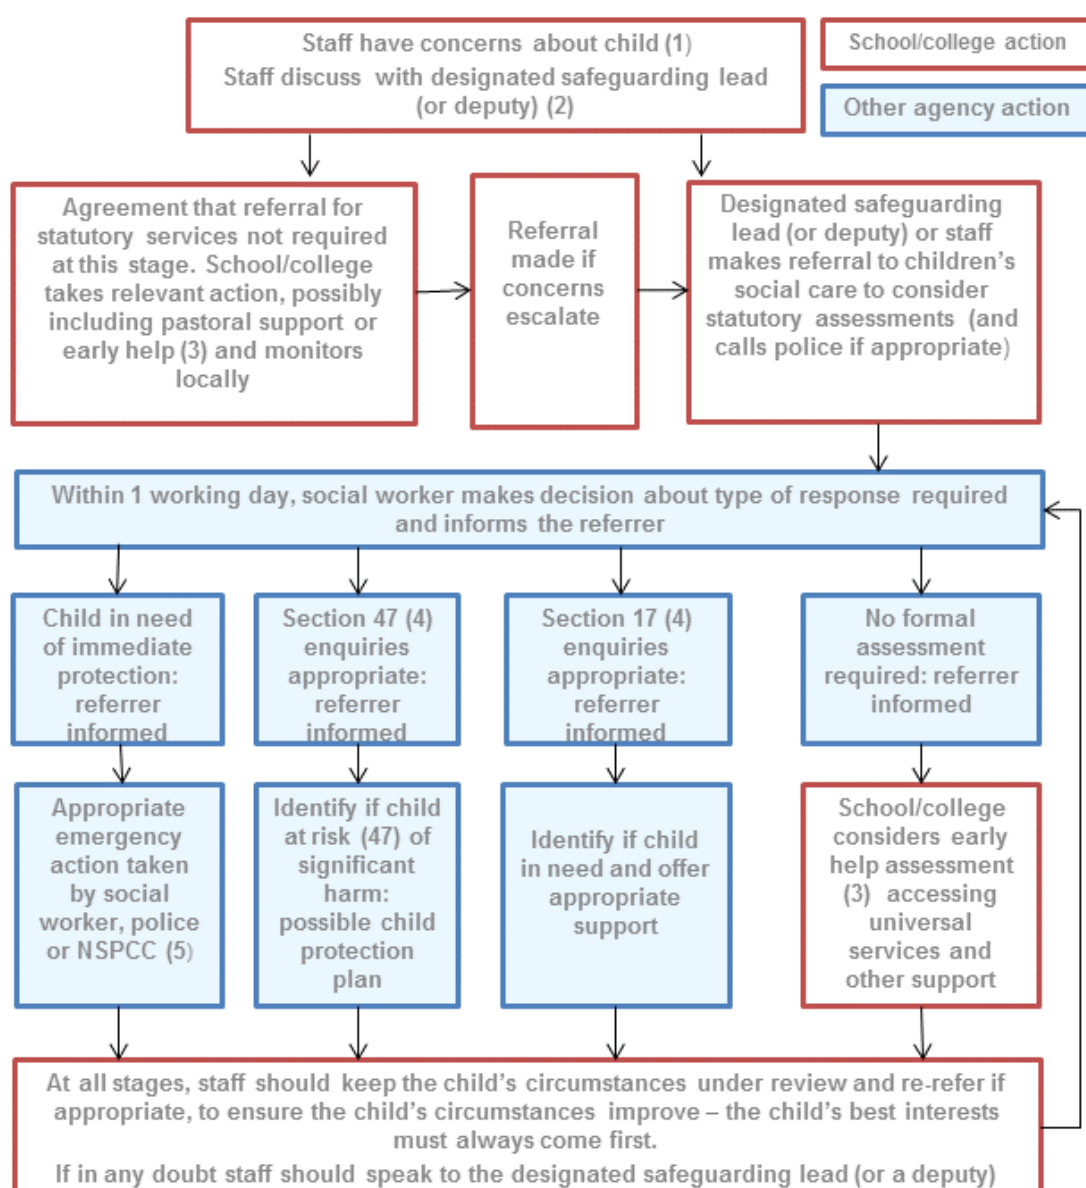 Staff have concerns about child (1)
Staff discuss with designated safeguarding lead
(or deputy) (2)
School/college action
Other agency action
Agreement that referral for
statutory services not required
at this stage. School/college
takes relevant action, possibly
including pastoral support or
early help (3) and monitors
locally
Referral
made if
concerns
escalate
Designated safeguarding
lead (or deputy) or staff
makes referral to children's
social care to consider
statutory assessments (and
calls police if appropriate)
Within 1 working day, social worker makes decision about type of response required
and informs the referrer
Child in need
of immediate
protection:
referrer
informed
Section 47 (4)
enquiries
appropriate:
referrer
informed
Section 17 (4)
enquiries
appropriate:
referrer
informed
No formal
assessment
required: referrer
informed
Appropriate
emergency
action taken
by social
worker, police
or NSPCC (5)
Identify if child
at risk (47) of
significant
harm:
possible child
protection
plan
Identify if child
in need and offer
appropriate
support
School/college
considers early
help assessment
(3) accessing
universal
services and
other support
At all stages, staff should keep the child's circumstances under review and re-refer if
appropriate, to ensure the child's circumstances improve – the child's best interests
must always come first.
If in any doubt staff should speak to the designated safeguarding lead (or a deputy)